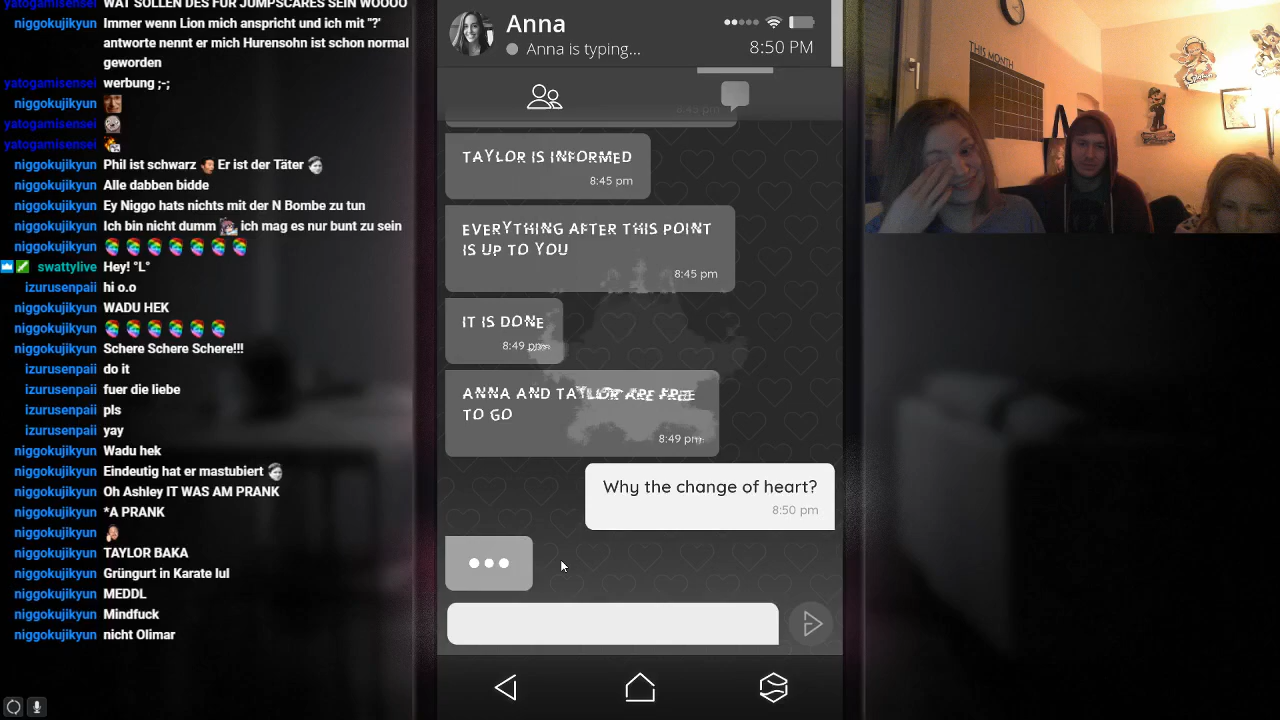 yatogamisensei WAT SOLLEN DES FÜR JUMPSCARES SEIN WOOOO
niggokujikyun Immer wenn Lion mich anspricht und ich mit "?"
antworte nennt er mich Hurensohn ist schon normal
geworden
yatogamisensei werbung ;-;
niggokujikyun
yatogamisensei
yatogamisensei
niggokujikyun Phil ist schwarz Er ist der Täter
niggokujikyun Alle dabben bidde
niggokujikyun Ey Niggo hats nichts mit der N Bombe zu tun
niggokujikyun Ich bin nicht dumm ich mag es nur bunt zu sein
niggokujikyun
swattylive Hey! °L°
izurusenpaii hi o.o
niggokujikyun WADU HEK
niggokujikyun
niggokujikyun Schere Schere Schere!!!
izurusenpaii do it
izurusenpaii fuer die liebe
izurusenpaii pls
izurusenpaii yay
niggokujikyun Wadu hek
niggokujikyun Eindeutig hat er mastubiert
niggokujikyun Oh Ashley IT WAS AM PRANK
niggokujikyun *A PRANK
niggokujikyun
niggokujikyun TAYLOR BAKA
niggokujikyun Grüngurt in Karate lul
niggokujikyun MEDDL
niggokujikyun Mindfuck
niggokujikyun nicht Olimar
Anna
Anna is typing...
8:50 PM
8:45 pm
TAYLOR IS INFORMED
8:45 pm
EVERYTHING AFTER THIS POINT
IS UP TO YOU
8:45 pm
IT IS DONE
8:49 pm
ANNA AND TAYLOR ARE FREE
TO GO
8:49 pm
Why the change of heart?
8:50 pm
THIS MONTH